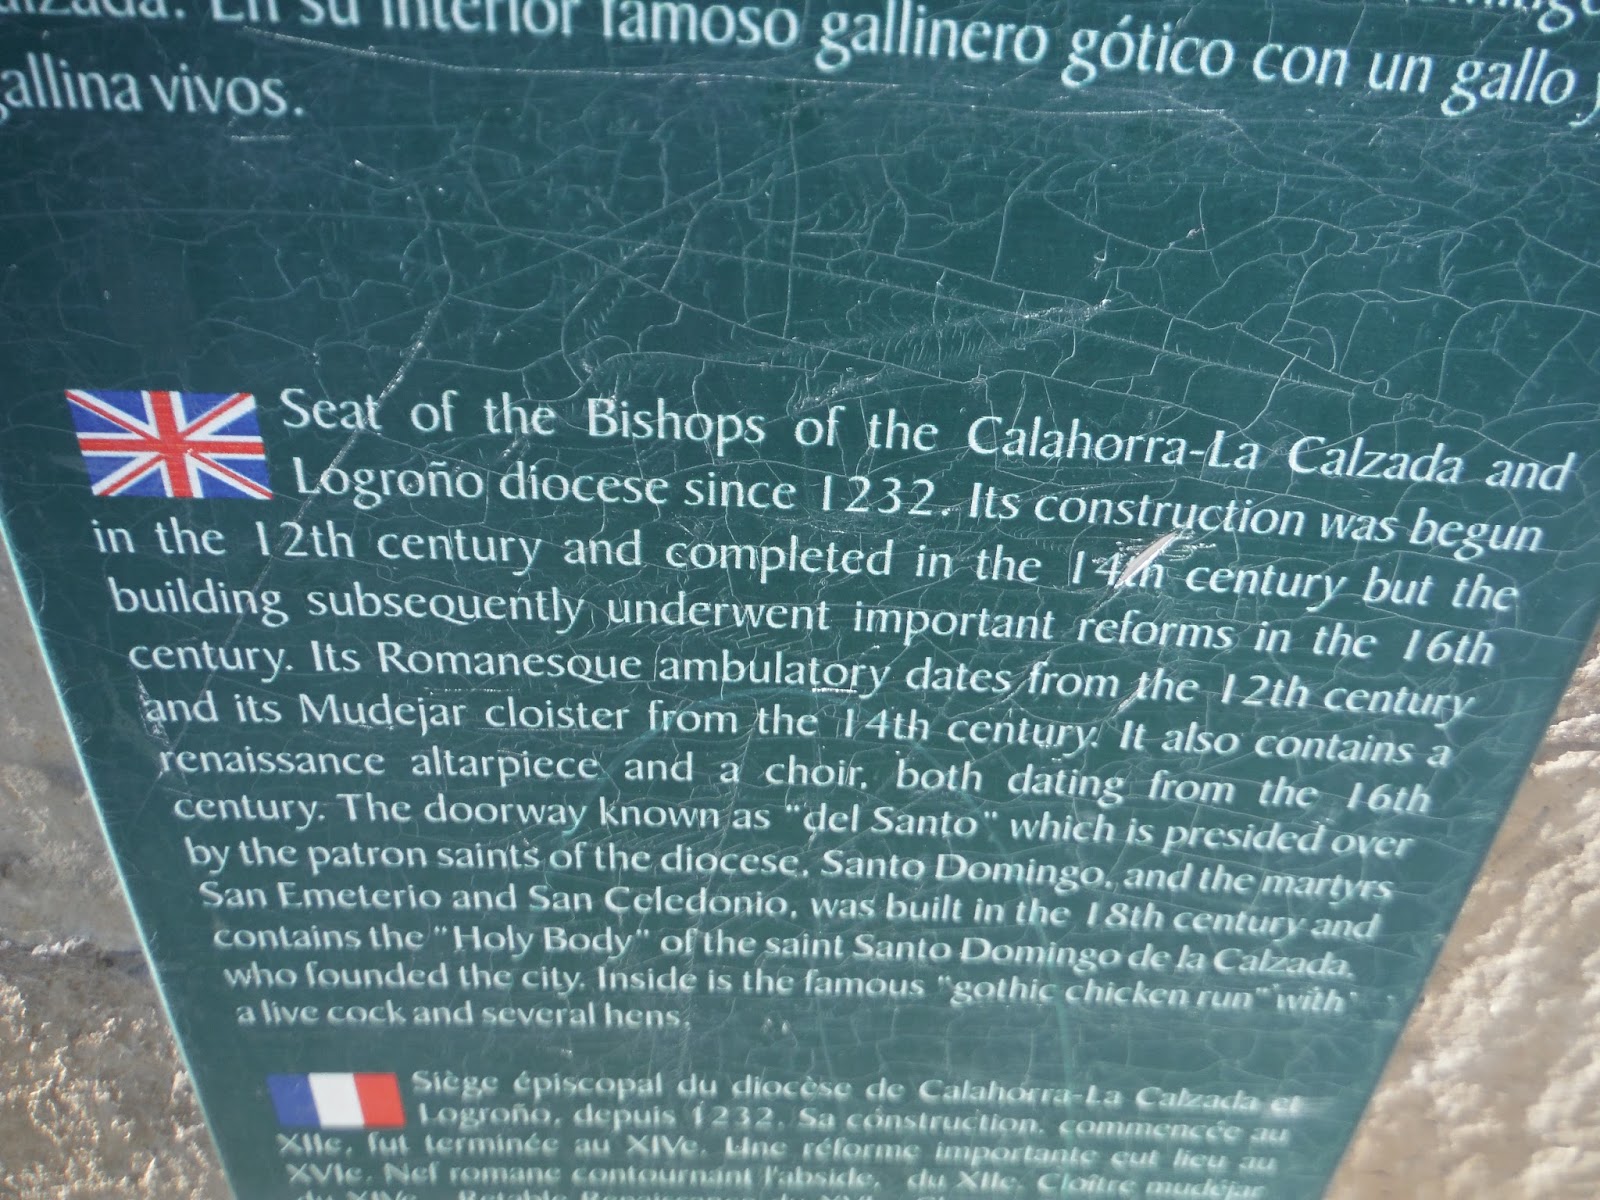 alzada. En su interior famoso gallinero gótico con un gallo y
gallina vivos.
Seat of the Bishops of the Calahorra-La Calzada and
Logroño diocese since 1232. Its construction was begun
in the 12th century and completed in the 14th century but the
building subsequently underwent important reforms in the 16th
century. Its Romanesque ambulatory dates from the 12th century
and its Mudejar cloister from the 14th century. It also contains a
renaissance altarpiece and a choir, both dating from the 16th
century. The doorway known as "del Santo" which is presided over
by the patron saints of the diocese, Santo Domingo, and the martyrs
San Emeterio and San Celedonio, was built in the 18th century and
contains the "Holy Body" of the saint Santo Domingo de la Calzada,
who founded the city. Inside is the famous "gothic chicken run" with
a live cock and several hens.
Siège épiscopal du diocèse de Calahorra-La Calzada et
Logroño, depuis 1232. Sa construction, commencée au
XIIe, fut terminée au XIVe. Une réforme importante eut lieu au
XVIe. Nef romane contournant l'abside, du XIIe. Cloître mudéjar
du XIVe. Retable Renaissance du XVIe.